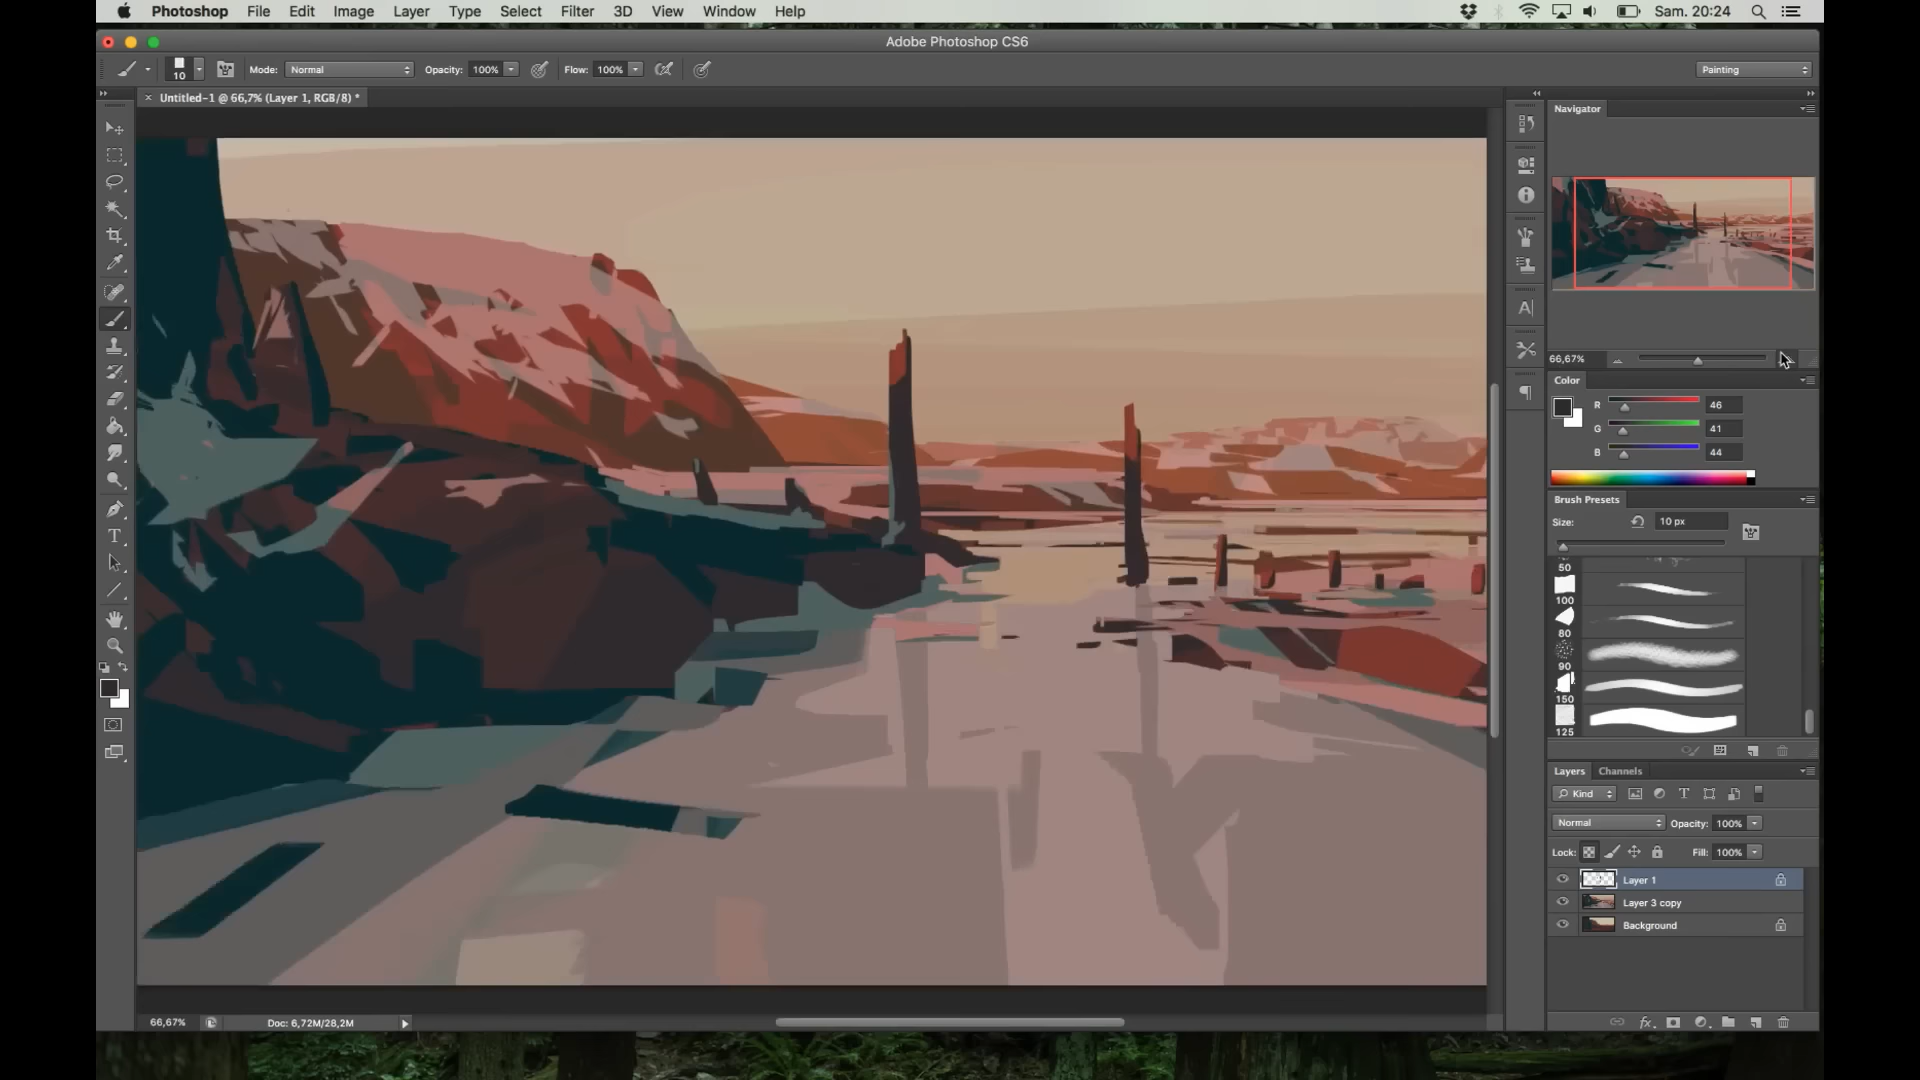 Photoshop File Edit Image Layer Type Select Filter 3D View Window Help Sam. 20:24
Adobe Photoshop CS6
10 Mode: Normal Opacity: 100% Flow: 100% Painting
Untitled-1 @ 66,7% (Layer 1, RGB/8) *
Navigator
66,67%
Color
R 46
G 41
B 44
Brush Presets
Size: 10 px
50
100
80
90
150
125
Layers Channels
Kind
Normal Opacity: 100%
Lock: Fill: 100%
Layer 1
Layer 3 copy
Background
66,67% Doc: 6,72M/28,2M